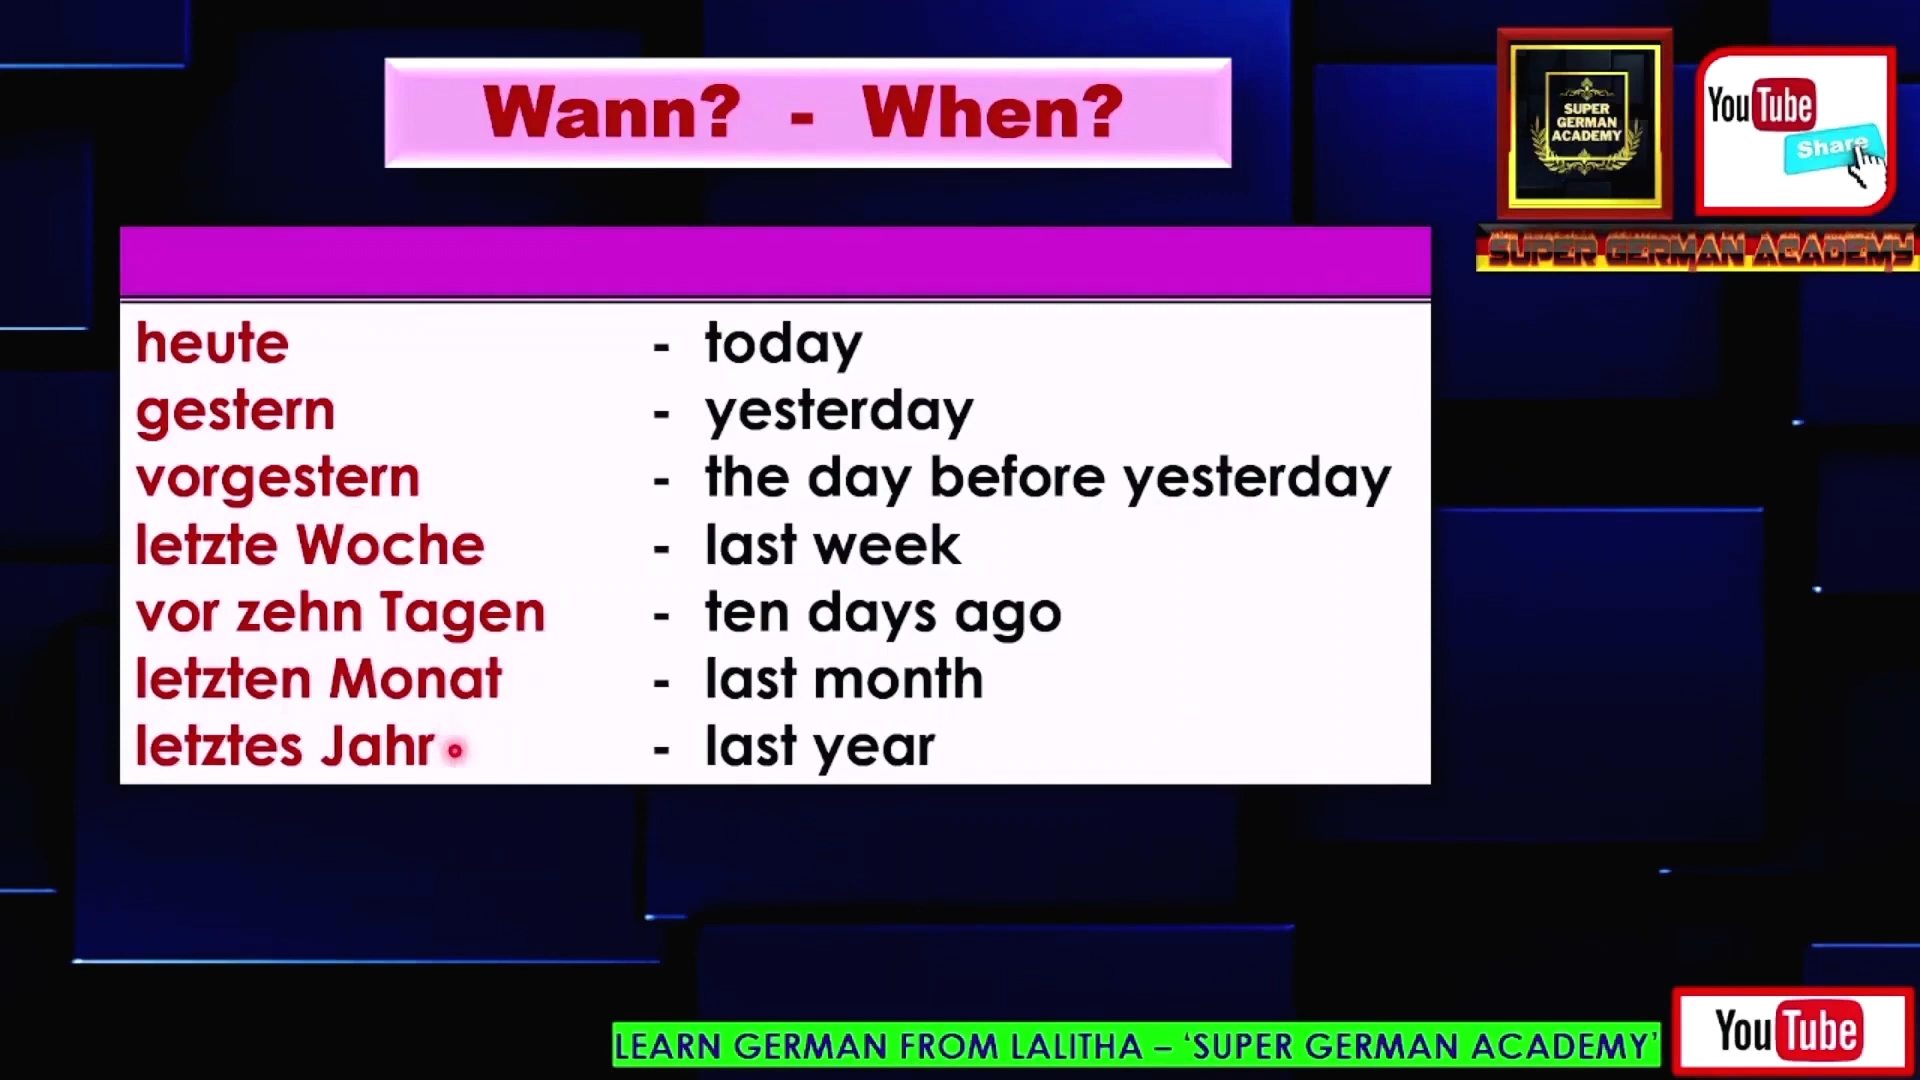 Wann? - When?
SUPER
GERMAN
ACADEMY
YouTube
Share
SUPER GERMAN ACADEMY
heute - today
gestern - yesterday
vorgestern - the day before yesterday
letzte Woche - last week
vor zehn Tagen - ten days ago
letzten Monat - last month
letztes Jahr - last year
LEARN GERMAN FROM LALITHA – ‘SUPER GERMAN ACADEMY’
YouTube